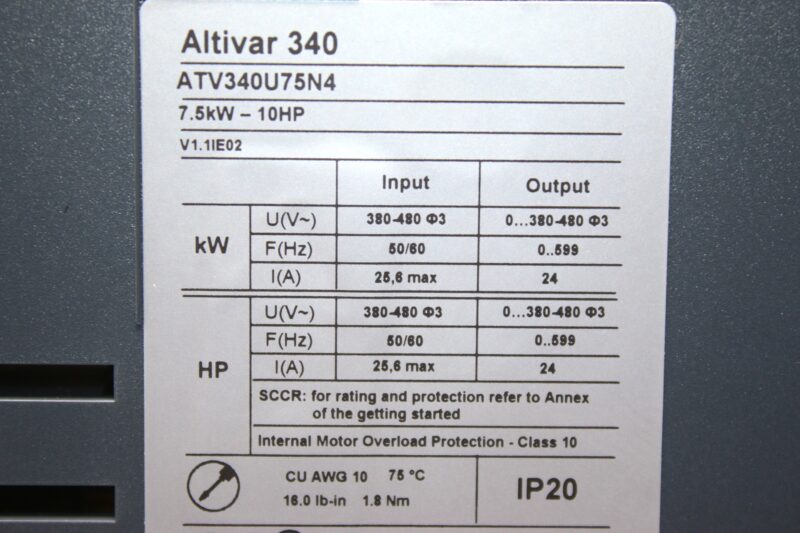 Altivar 340
ATV340U75N4
7.5kW – 10HP
V1.1IE02
Input Output
kW
U(V~) 380-480 Φ3 0...380-480 Φ3
F(Hz) 50/60 0..599
I(A) 25,6 max 24
HP
U(V~) 380-480 Φ3 0...380-480 Φ3
F(Hz) 50/60 0..599
I(A) 25,6 max 24
SCCR: for rating and protection refer to Annex
of the getting started
Internal Motor Overload Protection - Class 10
CU AWG 10 75 °C
16.0 lb-in 1.8 Nm
IP20